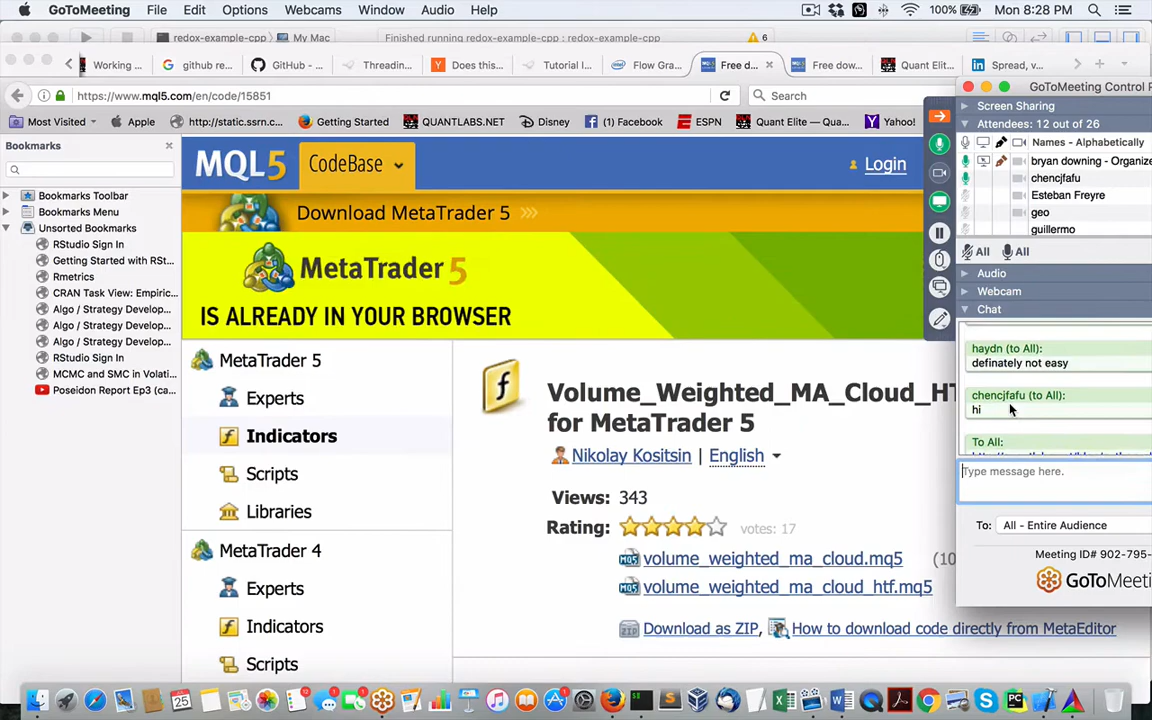 GoToMeeting File Edit Options Webcams Window Audio Help 100% Mon 8:28 PM
redox-example-cpp My Mac Finished running redox-example-cpp : redox-example-cpp 6
Working ... github re... GitHub - ... Threadin... Does this... Tutorial I... Flow Gra... Free d... Free dow... Quant Elit... Spread, v...
https://www.mql5.com/en/code/15851 Search
Most Visited Apple http://static.ssrn.c... Getting Started QUANTLABS.NET Disney (1) Facebook ESPN Quant Elite — Qua... Yahoo!
Bookmarks
Bookmarks Toolbar
Bookmarks Menu
Unsorted Bookmarks
RStudio Sign In
Getting Started with RSt...
Rmetrics
CRAN Task View: Empiric...
Algo / Strategy Develop...
Algo / Strategy Develop...
Algo / Strategy Develop...
RStudio Sign In
MCMC and SMC in Volati...
Poseidon Report Ep3 (ca...
MQL5 CodeBase Login
Download MetaTrader 5
MetaTrader 5
IS ALREADY IN YOUR BROWSER
MetaTrader 5
Experts
Indicators
Scripts
Libraries
MetaTrader 4
Experts
Indicators
Scripts
Volume_Weighted_MA_Cloud_HT
for MetaTrader 5
Nikolay Kositsin | English
Views: 343
Rating: votes: 17
volume_weighted_ma_cloud.mq5 (10
volume_weighted_ma_cloud_htf.mq5
Download as ZIP, How to download code directly from MetaEditor
GoToMeeting Control P
Screen Sharing
Attendees: 12 out of 26
Names - Alphabetically
bryan downing - Organize
chencjfafu
Esteban Freyre
geo
guillermo
All All
Audio
Webcam
Chat
haydn (to All):
definately not easy
chencjfafu (to All):
hi
To All:
Type message here.
To: All - Entire Audience
Meeting ID# 902-795-
GoToMeeti